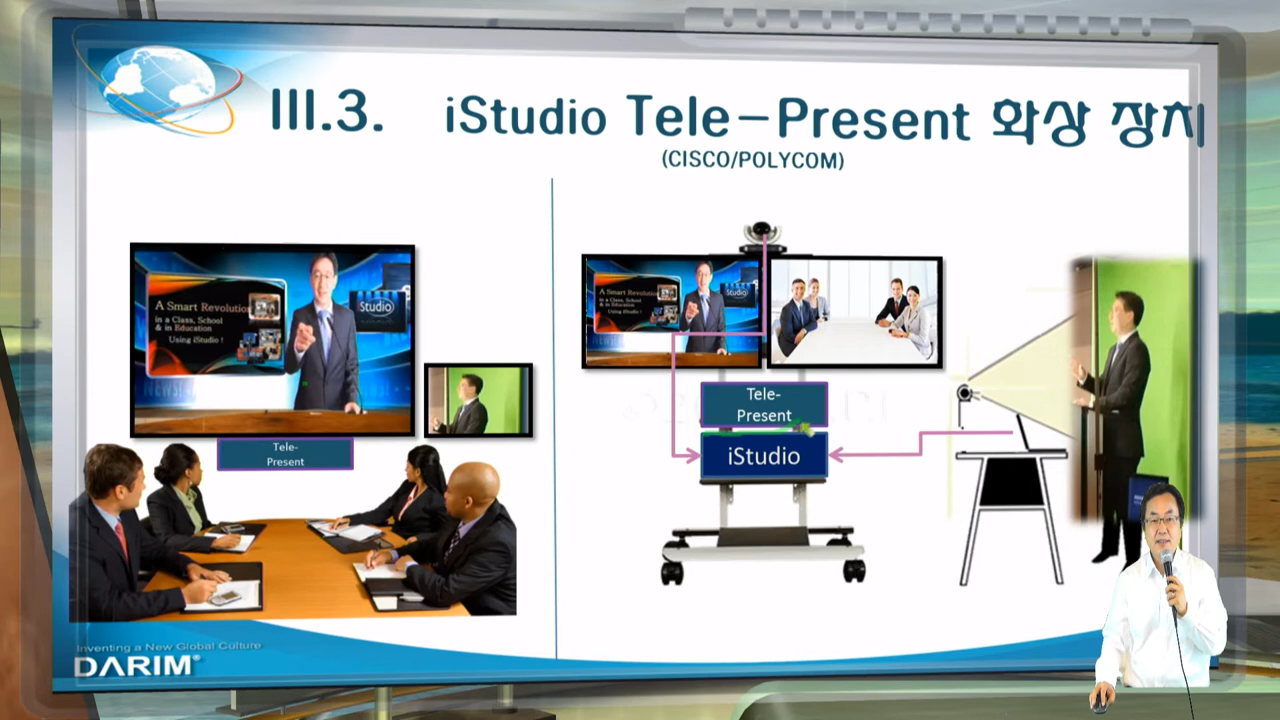 III.3. iStudio Tele-Present 화상 장치
(CISCO/POLYCOM)
A Smart Revolution
in a Class, School
& in Education
Using iStudio !
iStudio
Tele-
Present
A Smart Revolution
in a Class, School
& in Education
Using iStudio !
iStudio
Tele-
Present
iStudio
Inventing a New Global Culture
DARIM®